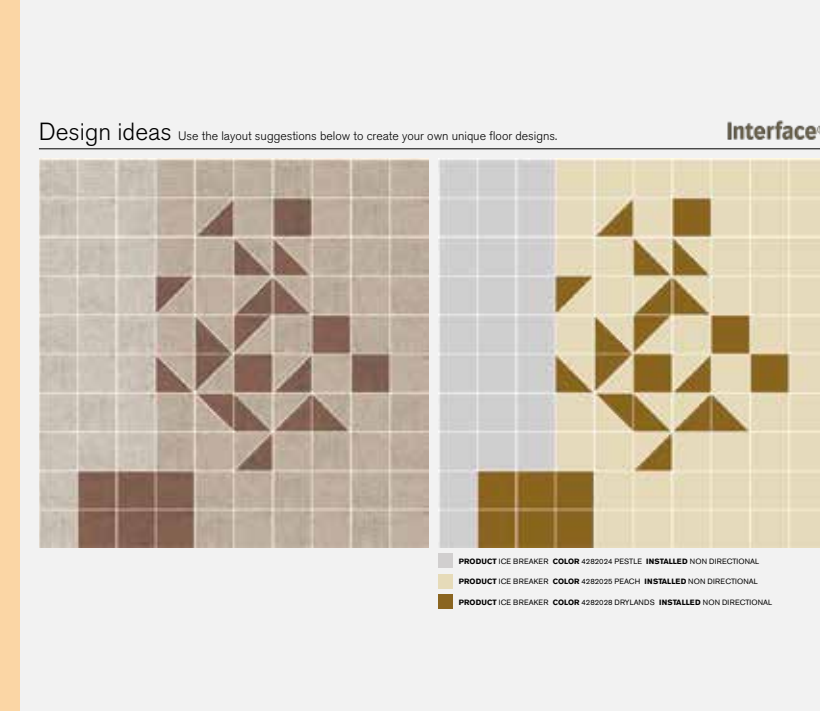 Design ideas Use the layout suggestions below to create your own unique floor designs.
Interface®
PRODUCT ICE BREAKER COLOR 4282024 PESTLE INSTALLED NON DIRECTIONAL
PRODUCT ICE BREAKER COLOR 4282025 PEACH INSTALLED NON DIRECTIONAL
PRODUCT ICE BREAKER COLOR 4282028 DRYLANDS INSTALLED NON DIRECTIONAL